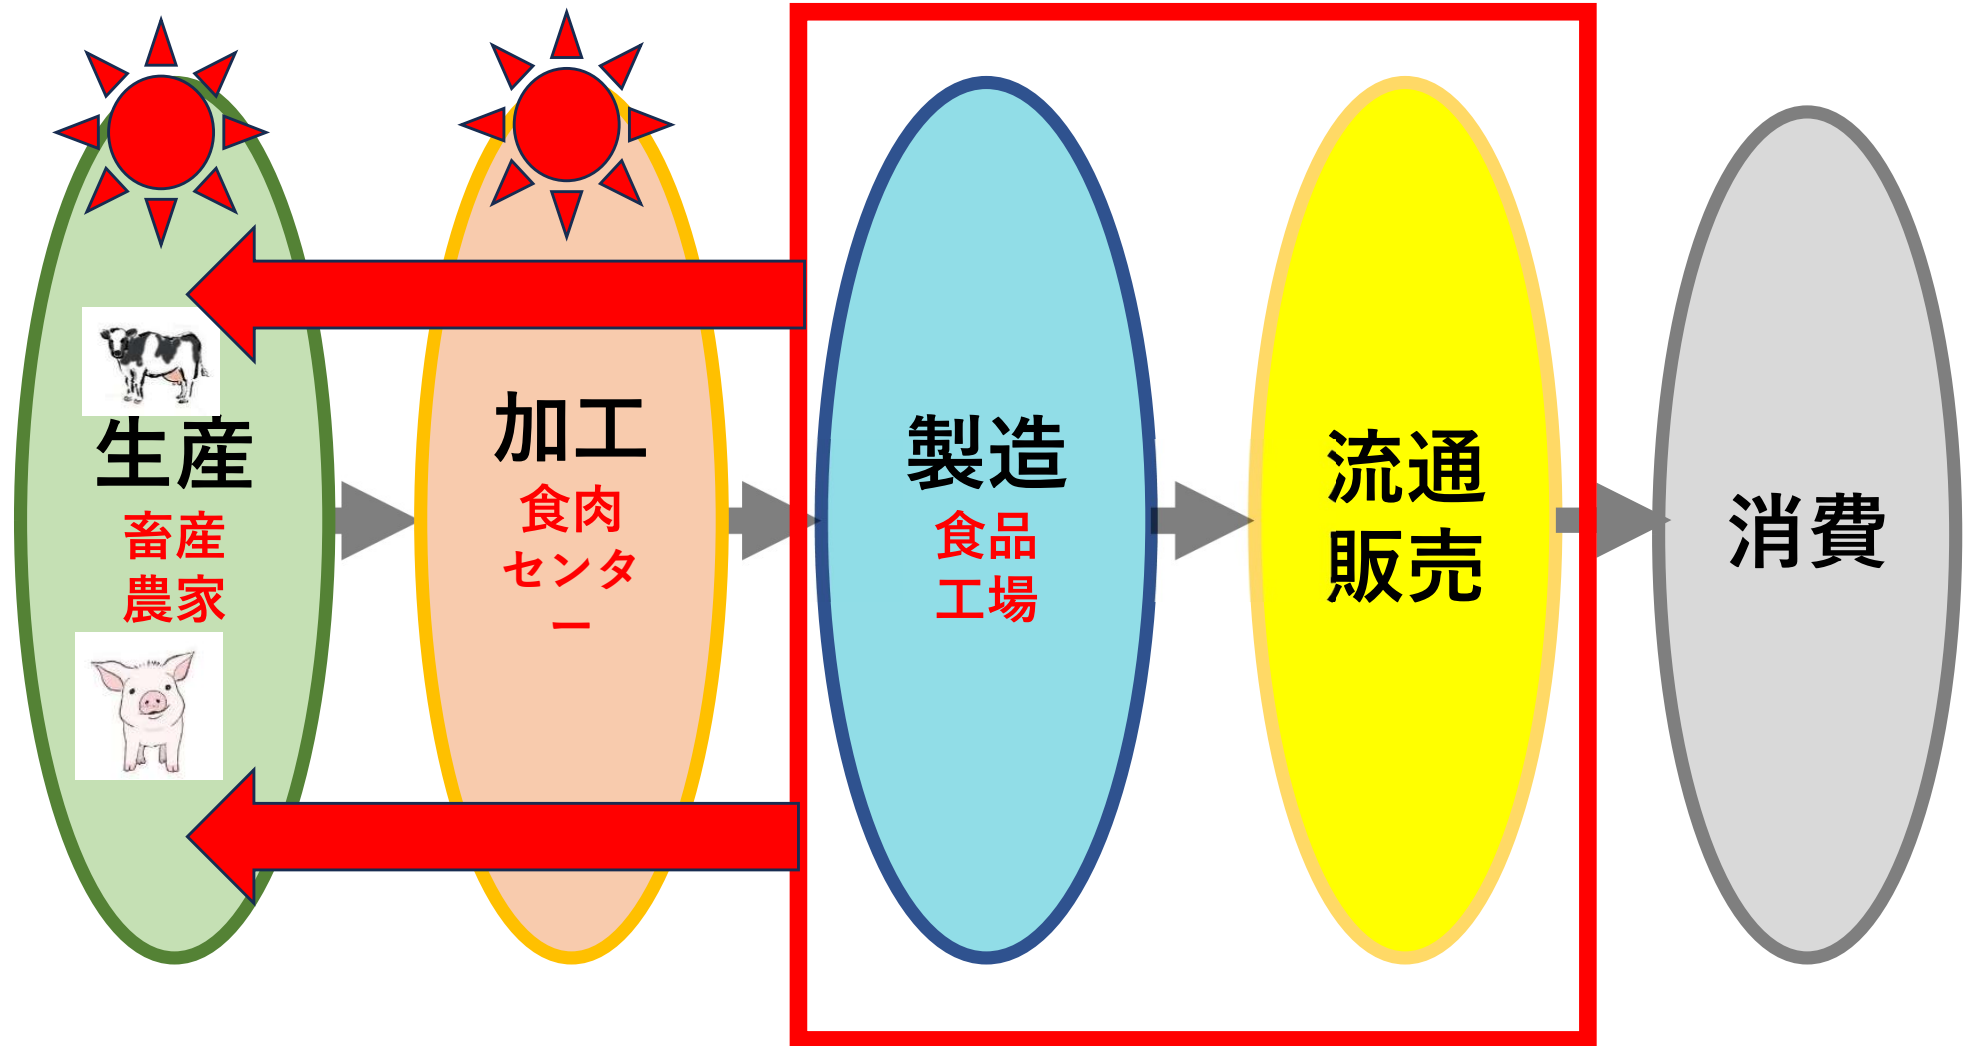 生産
畜産
農家
加工
食肉
センタ
ー
製造
食品
工場
流通
販売
消費